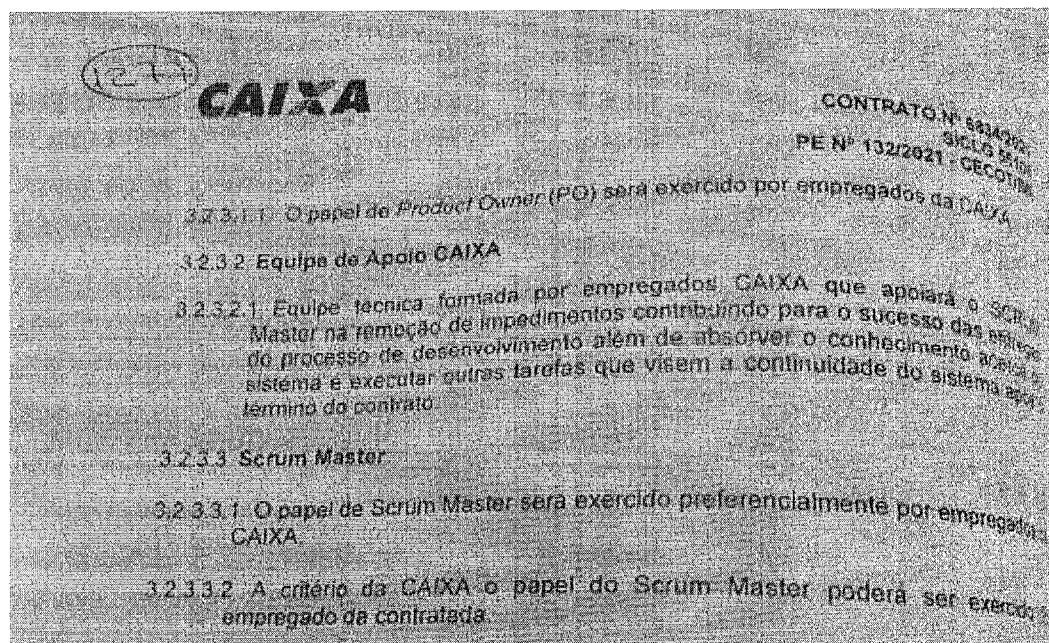 CAIXA
CONTRATO Nº
SICLG
PE Nº 132/2021 - CECOT
3.2.3.1.1 O papel de Product Owner (PO) será exercido por empregados da CAIXA
3.2.3.2 Equipe de Apoio CAIXA
3.2.3.2.1 Equipe técnica formada por empregados CAIXA que apoiará o
Master na remoção de impedimentos contribuindo para o sucesso das
do processo de desenvolvimento além de absorver o conhecimento
sistema e executar outras tarefas que visem a continuidade do sistema após
término do contrato.
3.2.3.3 Scrum Master
3.2.3.3.1 O papel de Scrum Master será exercido preferencialmente por empregados
CAIXA
3.2.3.3.2 A critério da CAIXA o papel do Scrum Master poderá ser
empregado da contratada.